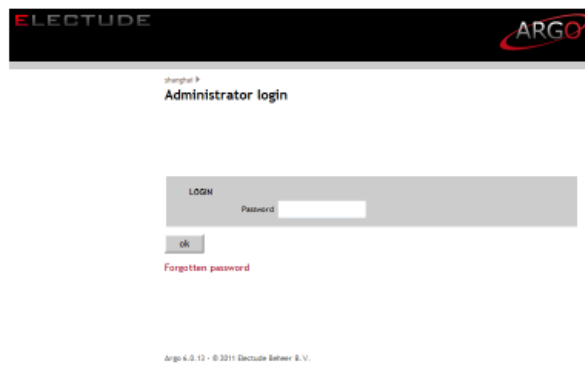 ELECTUDE
ARGO
shanghai
Administrator login
LOGIN
Password
ok
Forgotten password
Argo 6.0.13 - © 2011 Electude Beheer B.V.